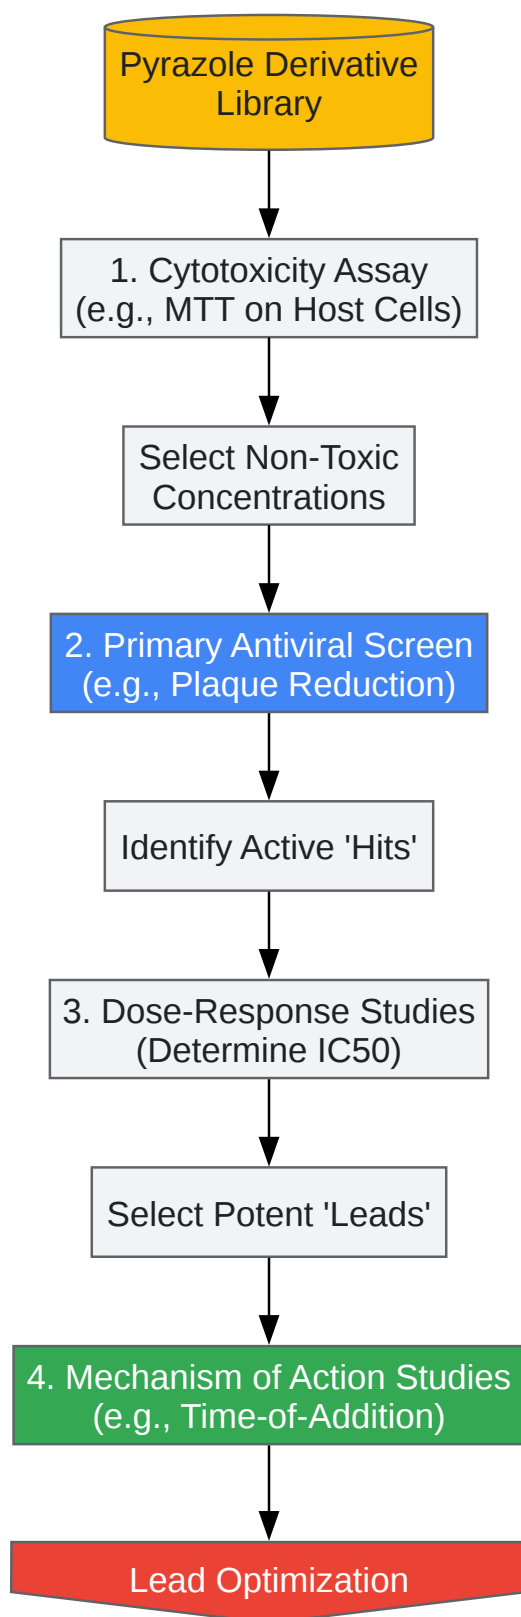 Pyrazole Derivative
Library
1. Cytotoxicity Assay
(e.g., MTT on Host Cells)
Select Non-Toxic
Concentrations
2. Primary Antiviral Screen
(e.g., Plaque Reduction)
Identify Active 'Hits'
3. Dose-Response Studies
(Determine IC50)
Select Potent 'Leads'
4. Mechanism of Action Studies
(e.g., Time-of-Addition)
Lead Optimization